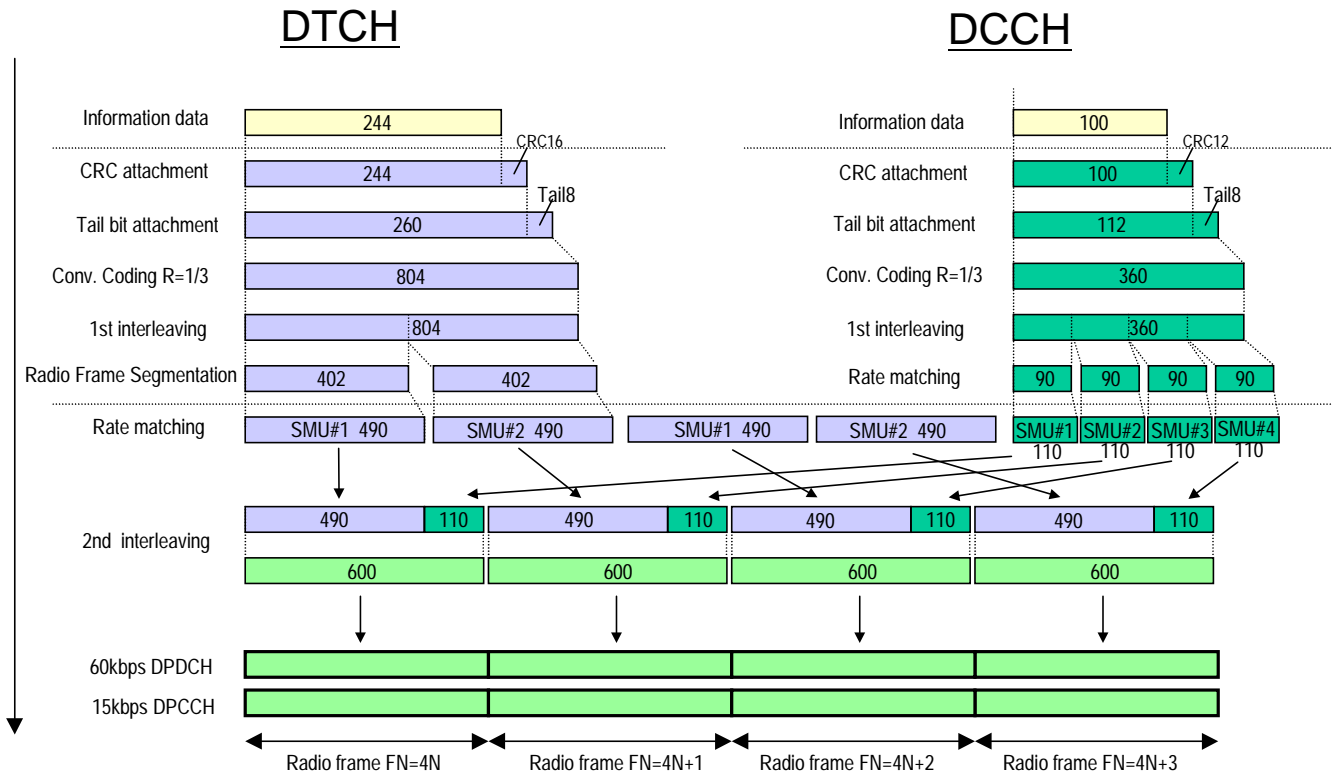 DTCH DCCH
Information data 244 Information data 100
CRC16 CRC12
CRC attachment 244 CRC attachment 100
Tail8 Tail8
Tail bit attachment 260 Tail bit attachment 112
Conv. Coding R=1/3 804 Conv. Coding R=1/3 360
1st interleaving 804 1st interleaving 360
Radio Frame Segmentation 402 402 Rate matching 90 90 90 90
Rate matching SMU#1 490 SMU#2 490 SMU#1 490 SMU#2 490 SMU#1 SMU#2 SMU#3 SMU#4
110 110 110 110
490 110 490 110 490 110 490 110
2nd interleaving
600 600 600 600
60kbps DPDCH
15kbps DPCCH
Radio frame FN=4N Radio frame FN=4N+1 Radio frame FN=4N+2 Radio frame FN=4N+3